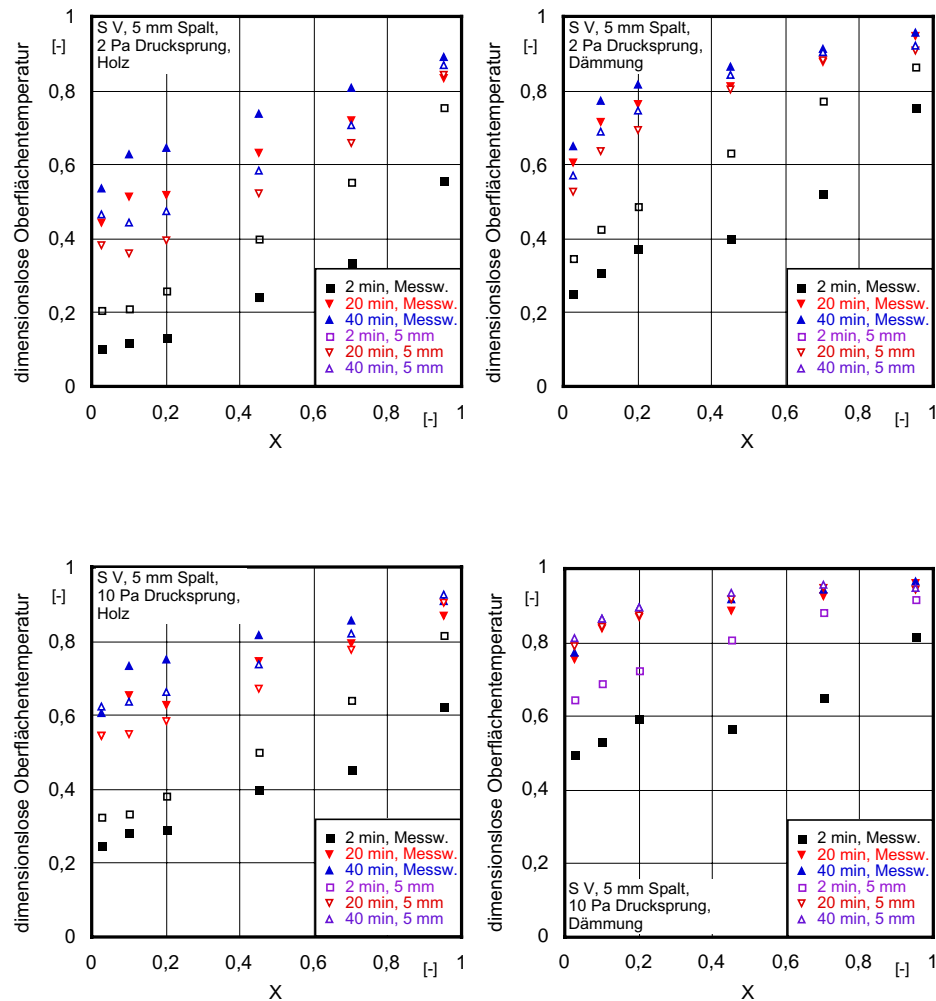 dimensionslose Oberflächentemperatur
1
[-]
0,8
0,6
0,4
0,2
0
S V, 5 mm Spalt,
2 Pa Drucksprung,
Holz
2 min, Messw.
20 min, Messw.
40 min, Messw.
2 min, 5 mm
20 min, 5 mm
40 min, 5 mm
0 0,2 0,4 0,6 0,8 [-] 1
X
dimensionslose Oberflächentemperatur
1
[-]
0,8
0,6
0,4
0,2
0
S V, 5 mm Spalt,
2 Pa Drucksprung,
Dämmung
2 min, Messw.
20 min, Messw.
40 min, Messw.
2 min, 5 mm
20 min, 5 mm
40 min, 5 mm
0 0,2 0,4 0,6 0,8 [-] 1
X
dimensionslose Oberflächentemperatur
1
[-]
0,8
0,6
0,4
0,2
0
S V, 5 mm Spalt,
10 Pa Drucksprung,
Holz
2 min, Messw.
20 min, Messw.
40 min, Messw.
2 min, 5 mm
20 min, 5 mm
40 min, 5 mm
0 0,2 0,4 0,6 0,8 [-] 1
X
dimensionslose Oberflächentemperatur
1
[-]
0,8
0,6
0,4
0,2
0
2 min, Messw.
20 min, Messw.
40 min, Messw.
2 min, 5 mm
20 min, 5 mm
40 min, 5 mm
S V, 5 mm Spalt,
10 Pa Drucksprung,
Dämmung
0 0,2 0,4 0,6 0,8 [-] 1
X